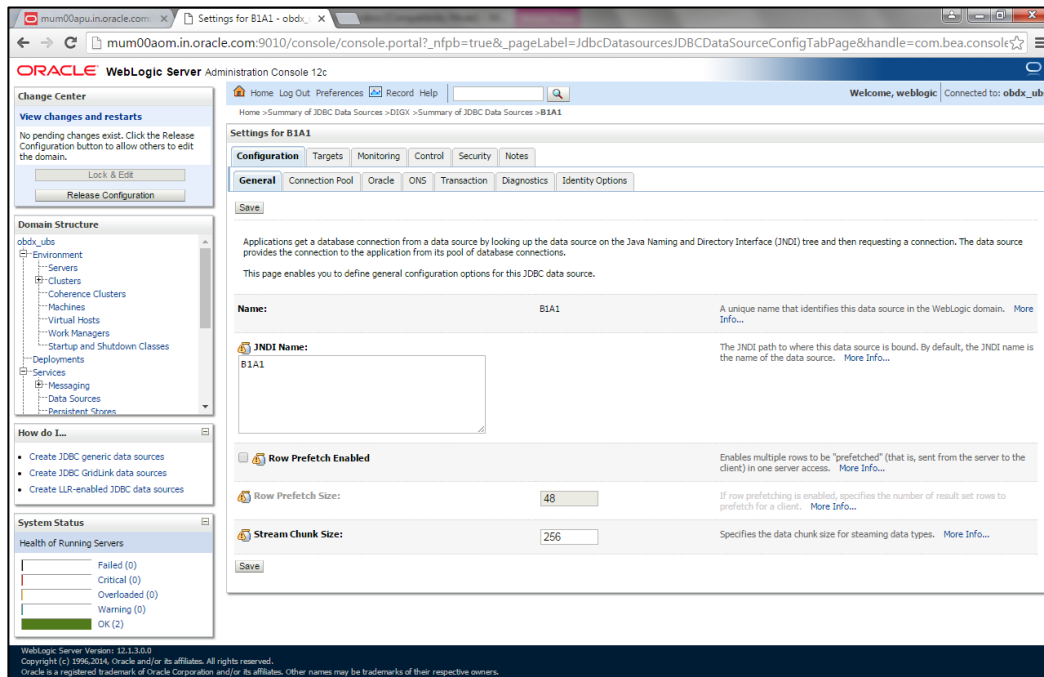 mum00apu.in.oracle.com
Settings for B1A1 - obdx_
mum00aom.in.oracle.com:9010/console/console.portal?_nfpb=true&_pageLabel=JdbcDatasourcesJDBCDataSourceConfigTabPage&handle=com.bea.console
ORACLE WebLogic Server Administration Console 12c
Change Center
View changes and restarts
No pending changes exist. Click the Release
Configuration button to allow others to edit
the domain.
Lock & Edit
Release Configuration
Domain Structure
obdx_ubs
Environment
Servers
Clusters
Coherence Clusters
Machines
Virtual Hosts
Work Managers
Startup and Shutdown Classes
Deployments
Services
Messaging
Data Sources
Persistent Stores
How do I...
Create JDBC generic data sources
Create JDBC GridLink data sources
Create LLR-enabled JDBC data sources
System Status
Health of Running Servers
Failed (0)
Critical (0)
Overloaded (0)
Warning (0)
OK (2)
Home Log Out Preferences Record Help
Welcome, weblogic Connected to: obdx_ubs
Home >Summary of JDBC Data Sources >DIGX >Summary of JDBC Data Sources >B1A1
Settings for B1A1
Configuration Targets Monitoring Control Security Notes
General Connection Pool Oracle ONS Transaction Diagnostics Identity Options
Save
Applications get a database connection from a data source by looking up the data source on the Java Naming and Directory Interface (JNDI) tree and then requesting a connection. The data source
provides the connection to the application from its pool of database connections.
This page enables you to define general configuration options for this JDBC data source.
Name: B1A1 A unique name that identifies this data source in the WebLogic domain. More
Info...
JNDI Name: The JNDI path to where this data source is bound. By default, the JNDI name is
the name of the data source. More Info...
B1A1
Row Prefetch Enabled Enables multiple rows to be "prefetched" (that is, sent from the server to the
client) in one server access. More Info...
Row Prefetch Size: 48 If row prefetching is enabled, specifies the number of result set rows to
prefetch for a client. More Info...
Stream Chunk Size: 256 Specifies the data chunk size for steaming data types. More Info...
Save
WebLogic Server Version: 12.1.3.0.0
Copyright (c) 1996,2014, Oracle and/or its affiliates. All rights reserved.
Oracle is a registered trademark of Oracle Corporation and/or its affiliates. Other names may be trademarks of their respective owners.